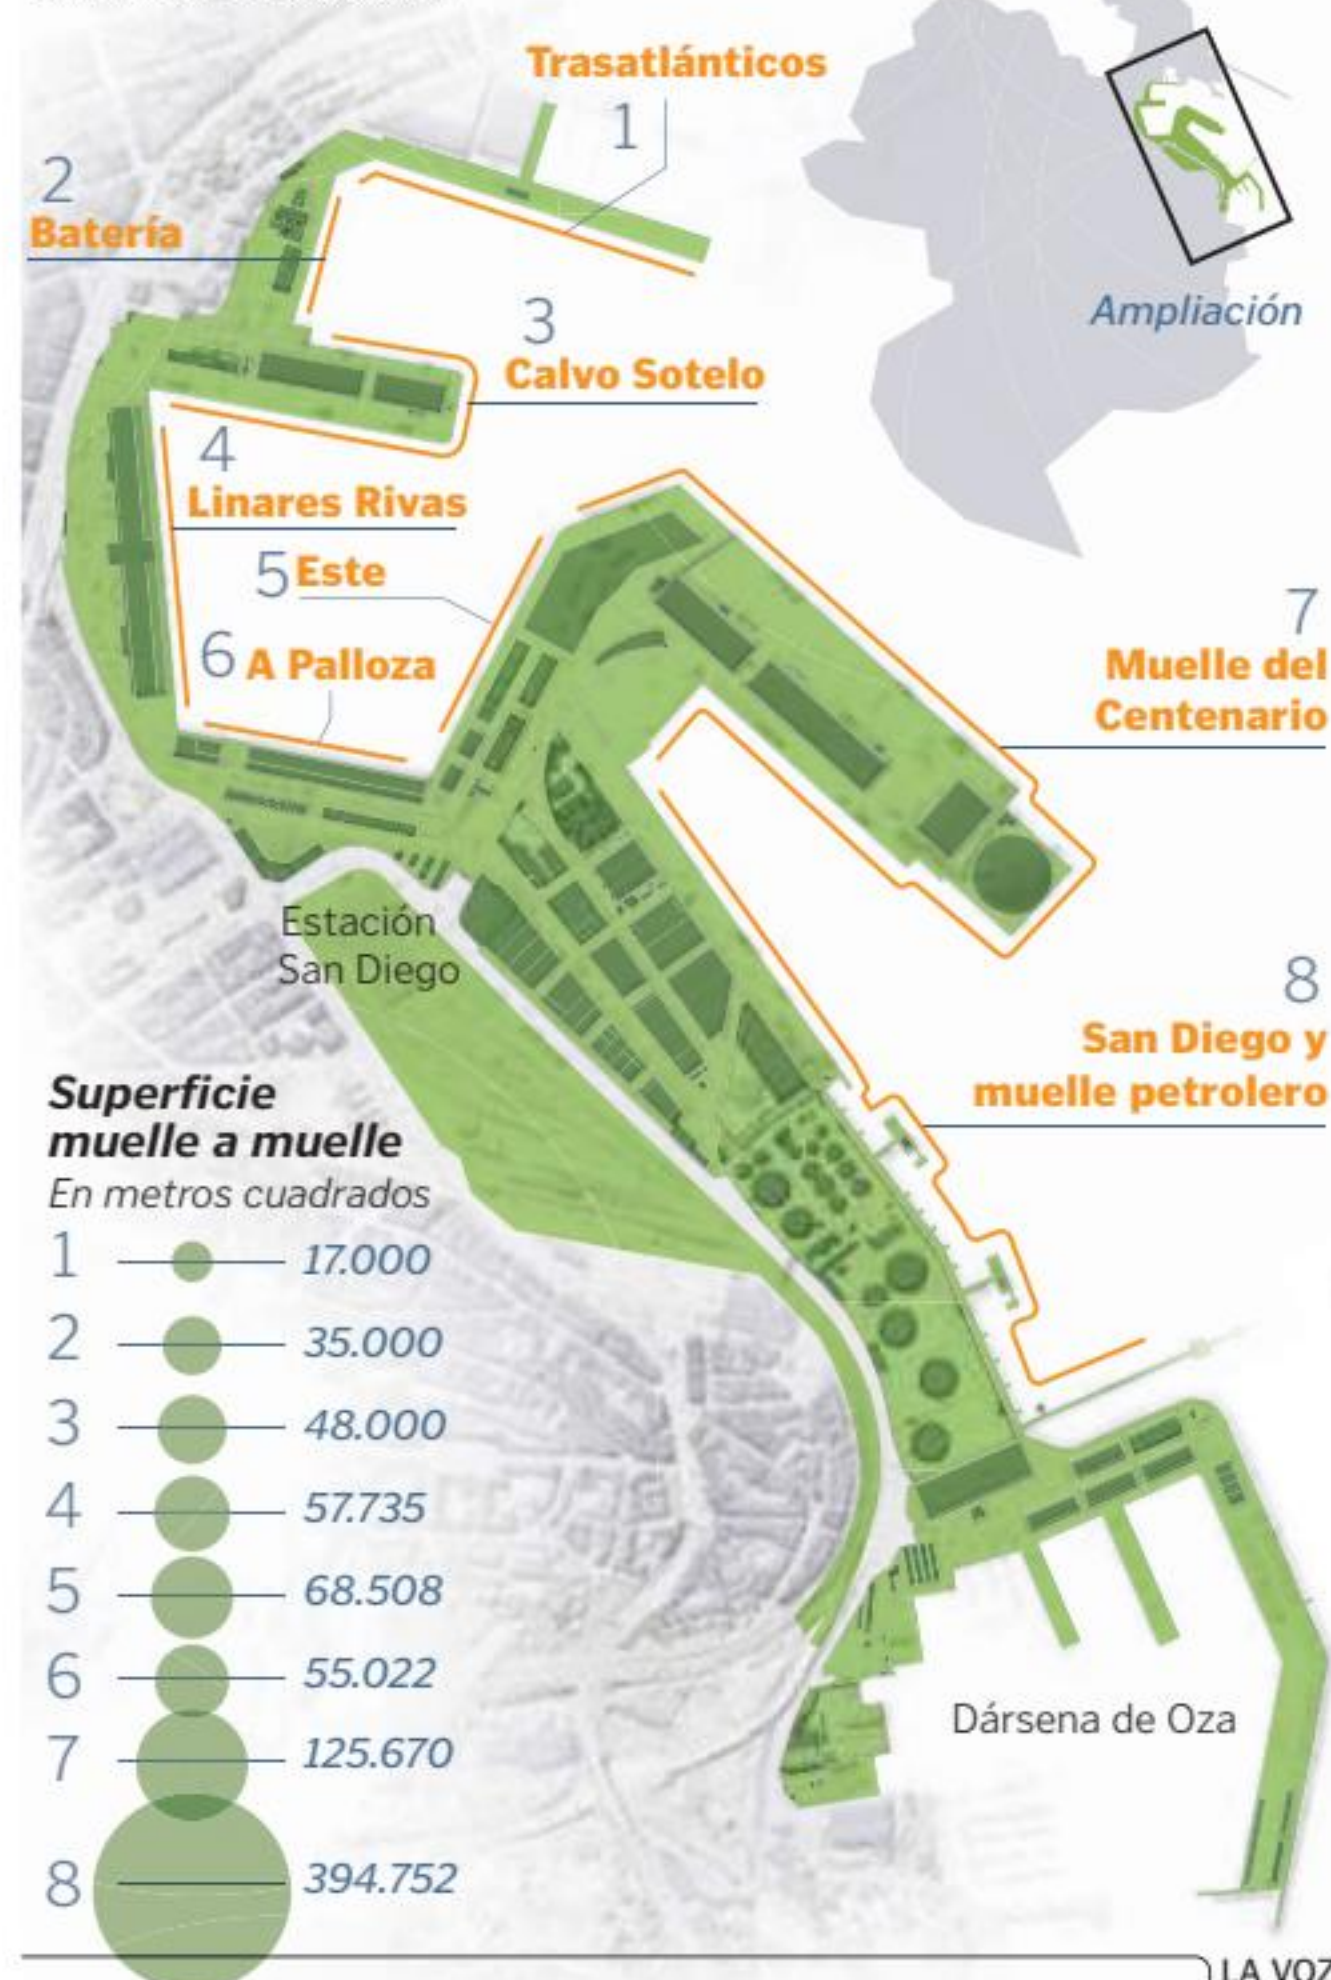 Trasatlánticos
1
2
Batería
3
Calvo Sotelo
Ampliación
4
Linares Rivas
5 Este
6 A Palloza
7
Muelle del
Centenario
Estación
San Diego
8
San Diego y
muelle petrolero
Superficie
muelle a muelle
En metros cuadrados
1 17.000
2 35.000
3 48.000
4 57.735
5 68.508
6 55.022
7 125.670
8 394.752
Dársena de Oza
LA VOZ